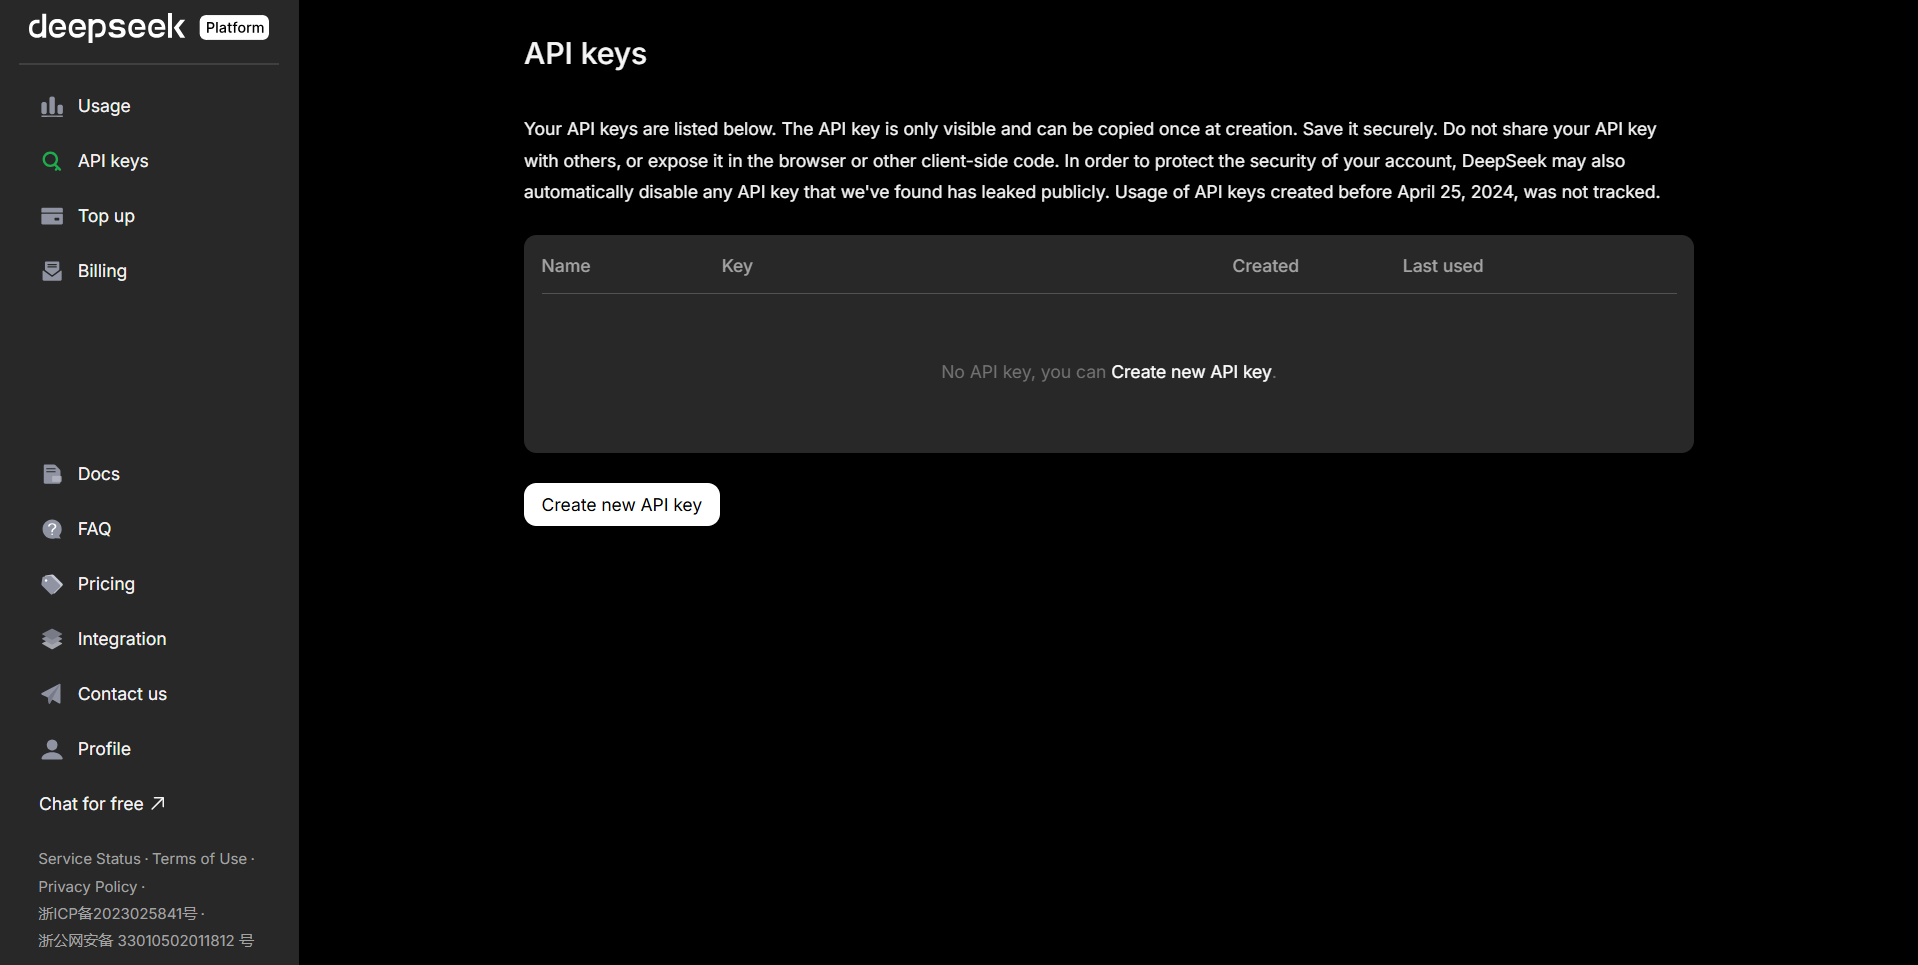 deepseek Platform
Usage
API keys
Top up
Billing
Docs
FAQ
Pricing
Integration
Contact us
Profile
Chat for free
Service Status · Terms of Use ·
Privacy Policy ·
浙ICP备2023025841号 ·
浙公网安备 33010502011812 号
API keys
Your API keys are listed below. The API key is only visible and can be copied once at creation. Save it securely. Do not share your API key
with others, or expose it in the browser or other client-side code. In order to protect the security of your account, DeepSeek may also
automatically disable any API key that we've found has leaked publicly. Usage of API keys created before April 25, 2024, was not tracked.
Name Key Created Last used
No API key, you can Create new API key.
Create new API key